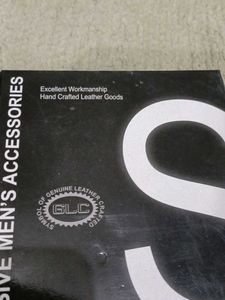 Excellent Workmanship
Hand Crafted Leather Goods
SIVE MEN'S ACCESSORIES
SYMBOL OF GENUINE LEATHER CRAFTED
GLC
S